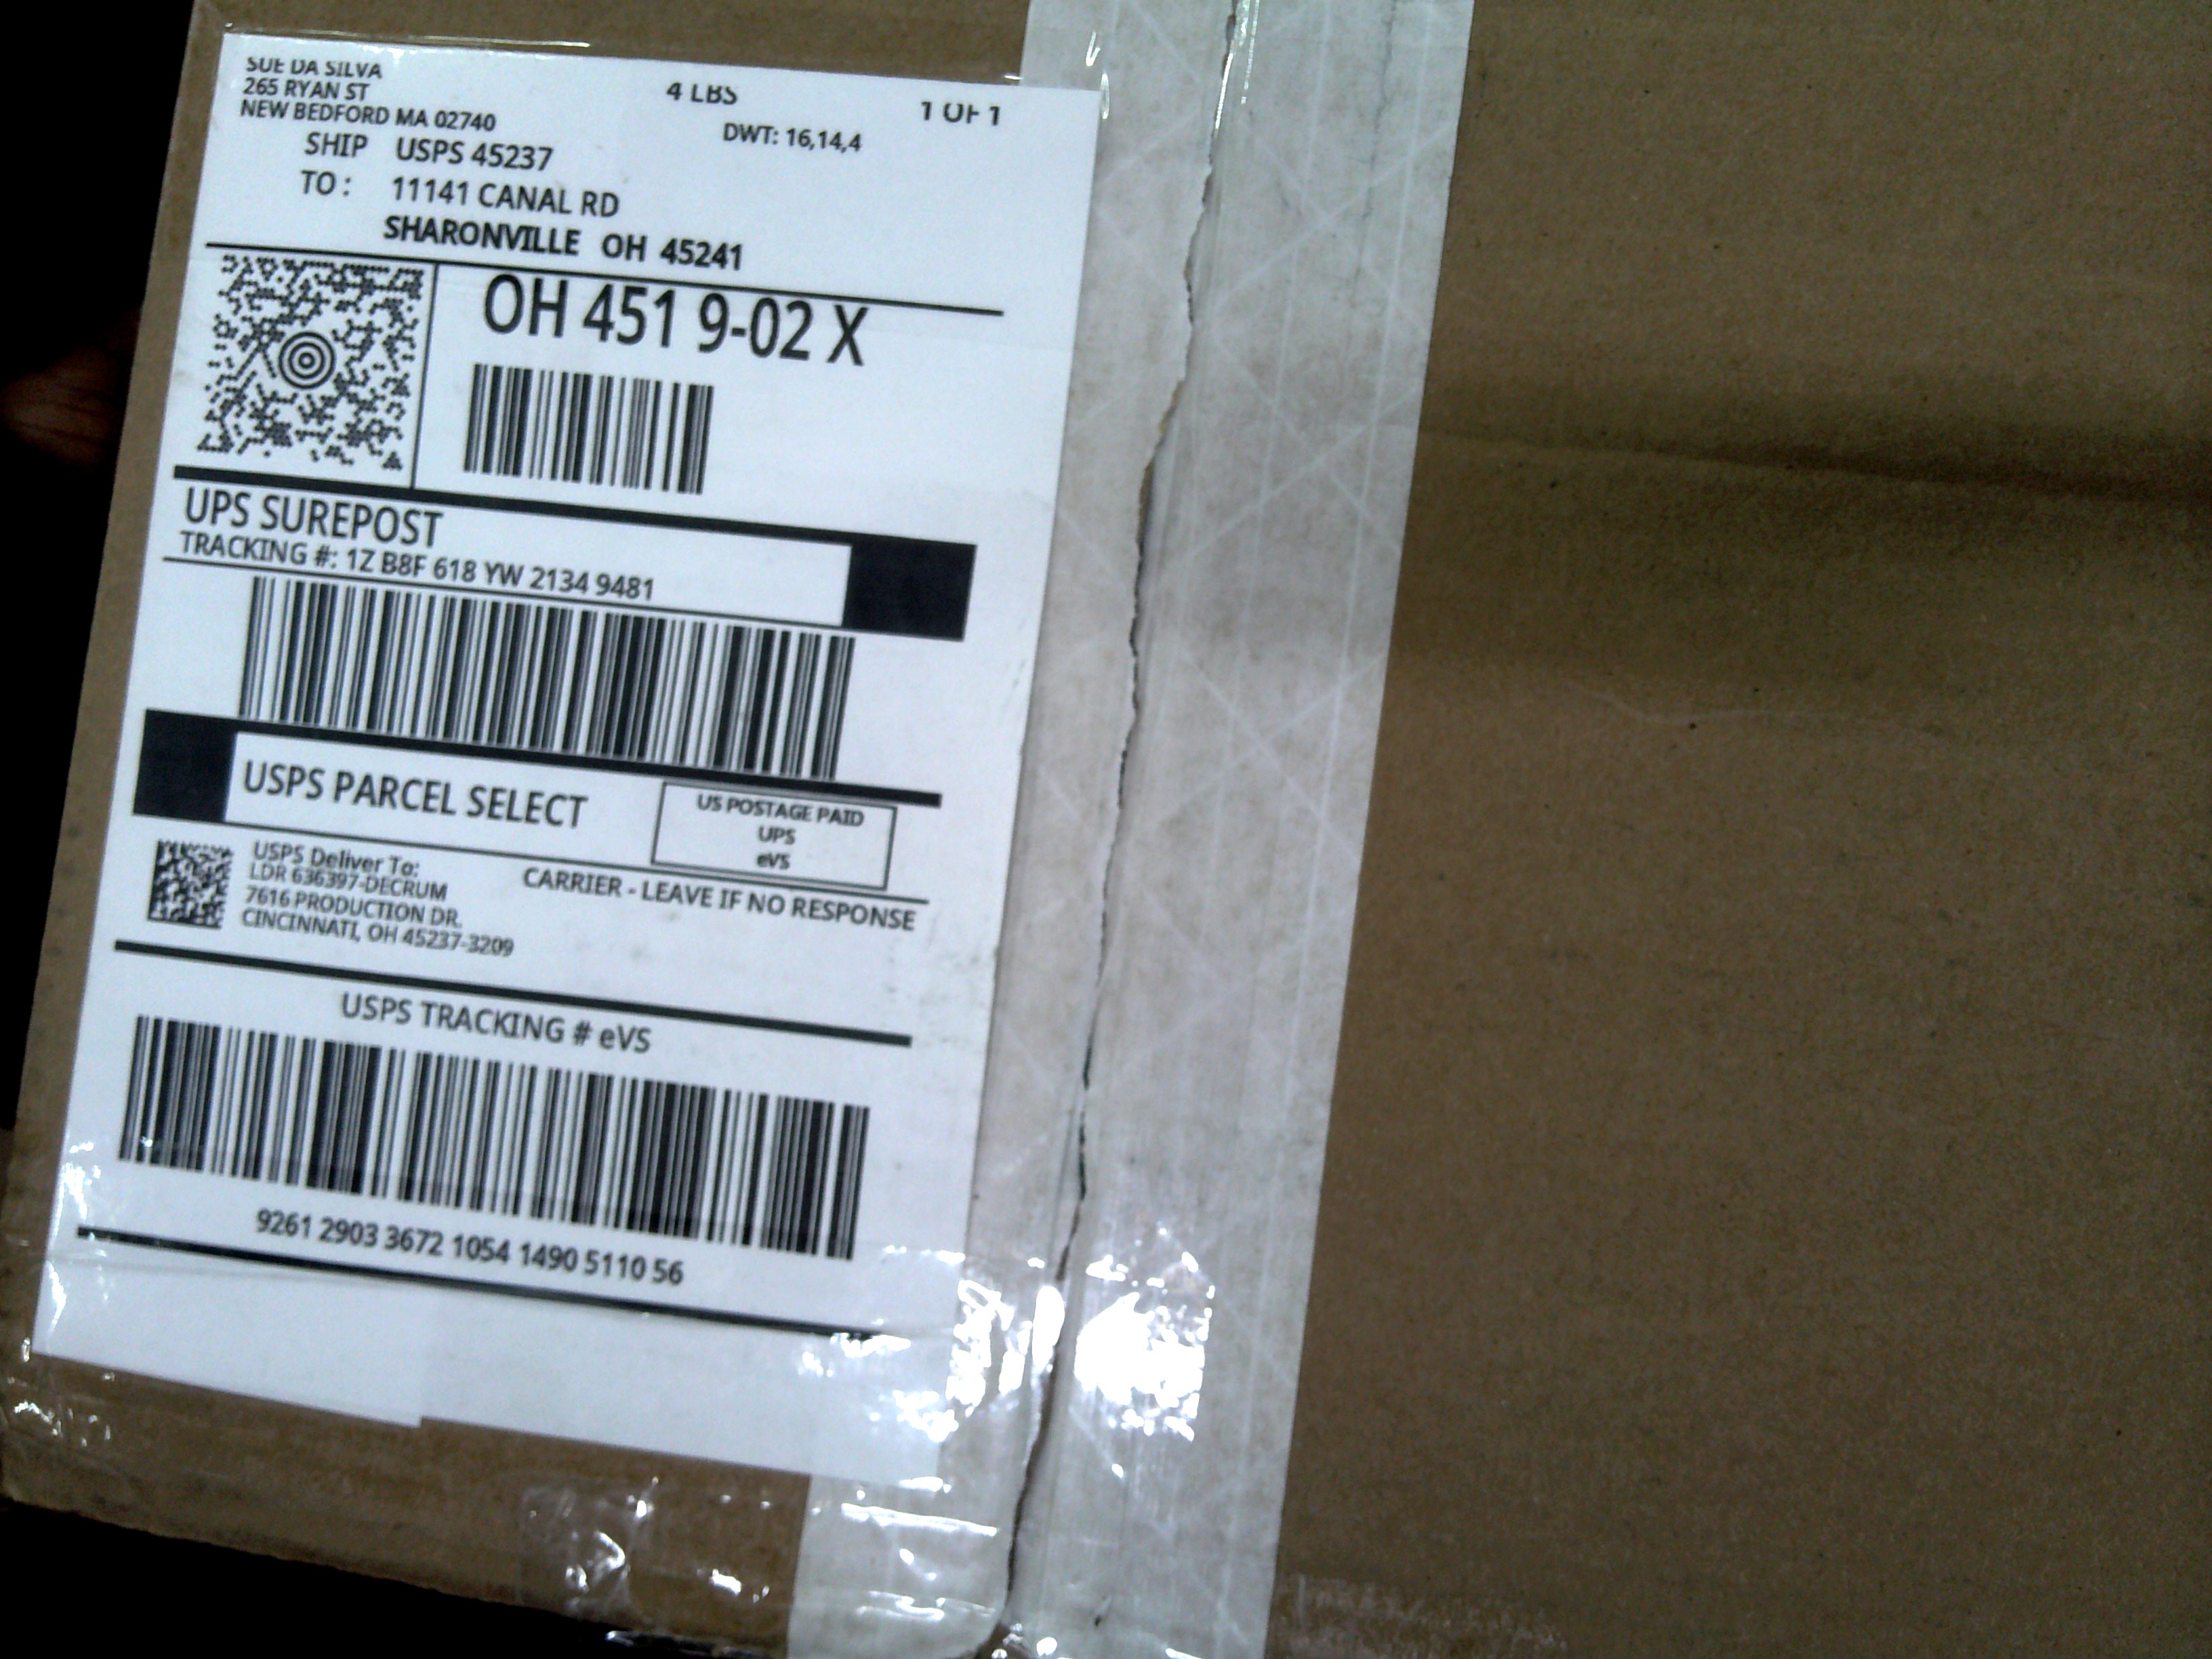 SUE DA SILVA
265 RYAN ST
NEW BEDFORD MA 02740
4 LBS
1 OF 1
DWT: 16,14,4
SHIP USPS 45237
TO: 11141 CANAL RD
SHARONVILLE OH 45241
OH 451 9-02 X
UPS SUREPOST
TRACKING #: 1Z B8F 618 YW 2134 9481
USPS PARCEL SELECT
US POSTAGE PAID
UPS
eVS
USPS Deliver To:
LDR 636397-DECRUM
7616 PRODUCTION DR.
CINCINNATI, OH 45237-3209
CARRIER - LEAVE IF NO RESPONSE
USPS TRACKING # eVS
9261 2903 3672 1054 1490 5110 56